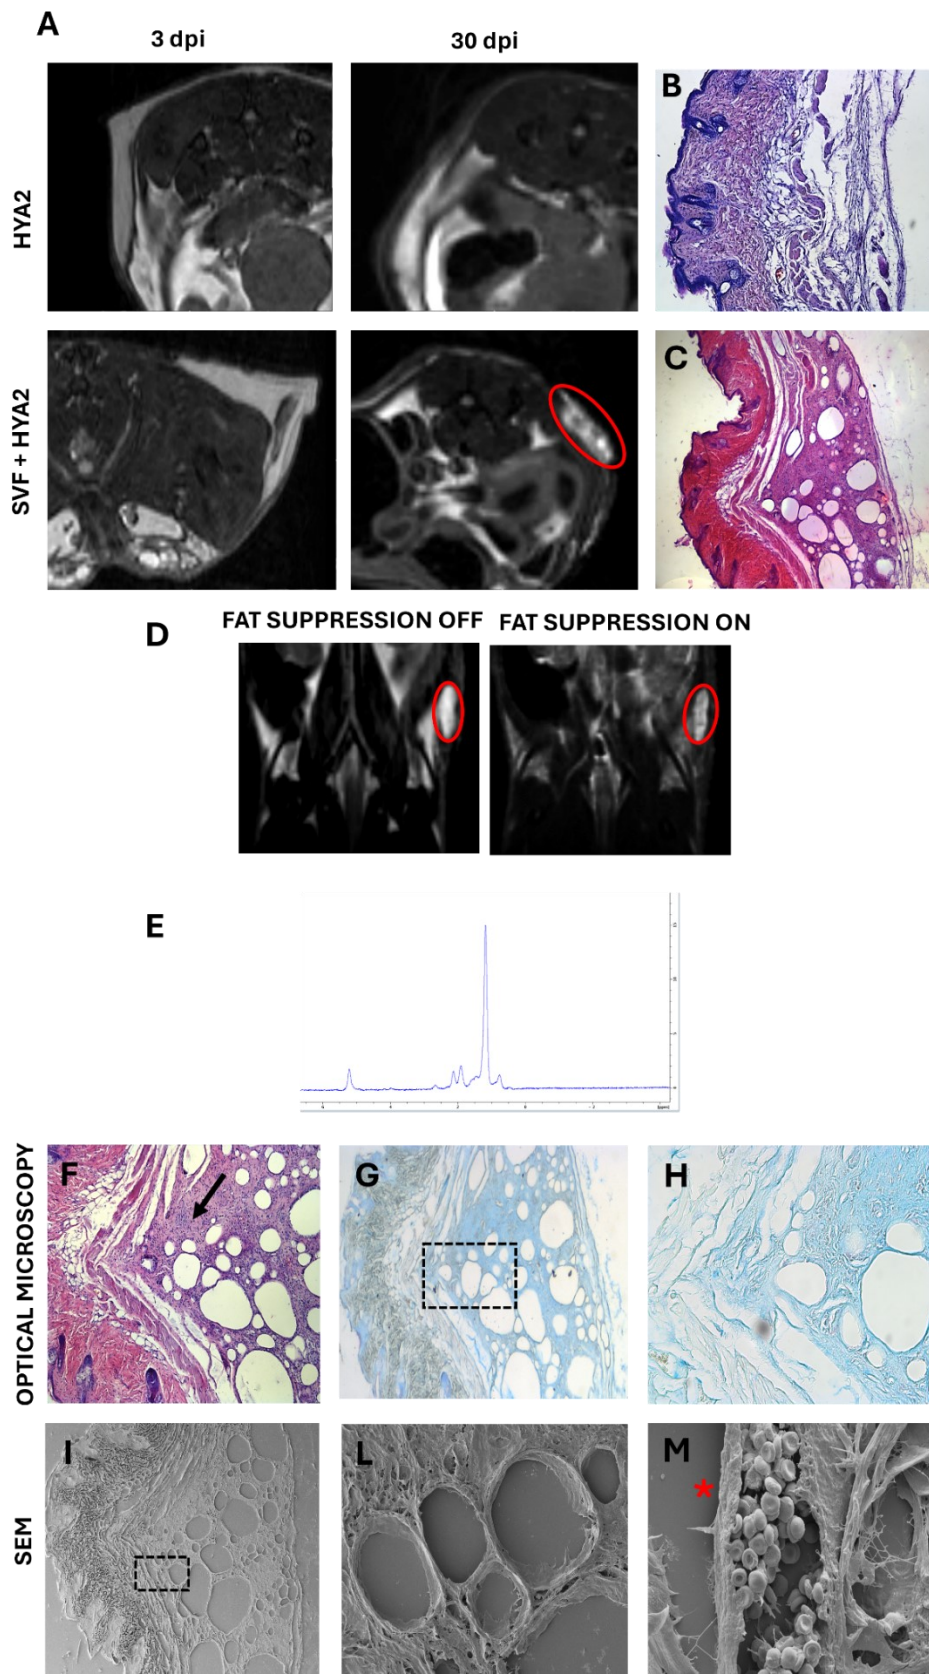 A
3 dpi
30 dpi
HYA2
B
SVF + HYA2
C
D
FAT SUPPRESSION OFF
FAT SUPPRESSION ON
E
OPTICAL MICROSCOPY
F
G
H
SEM
I
L
M